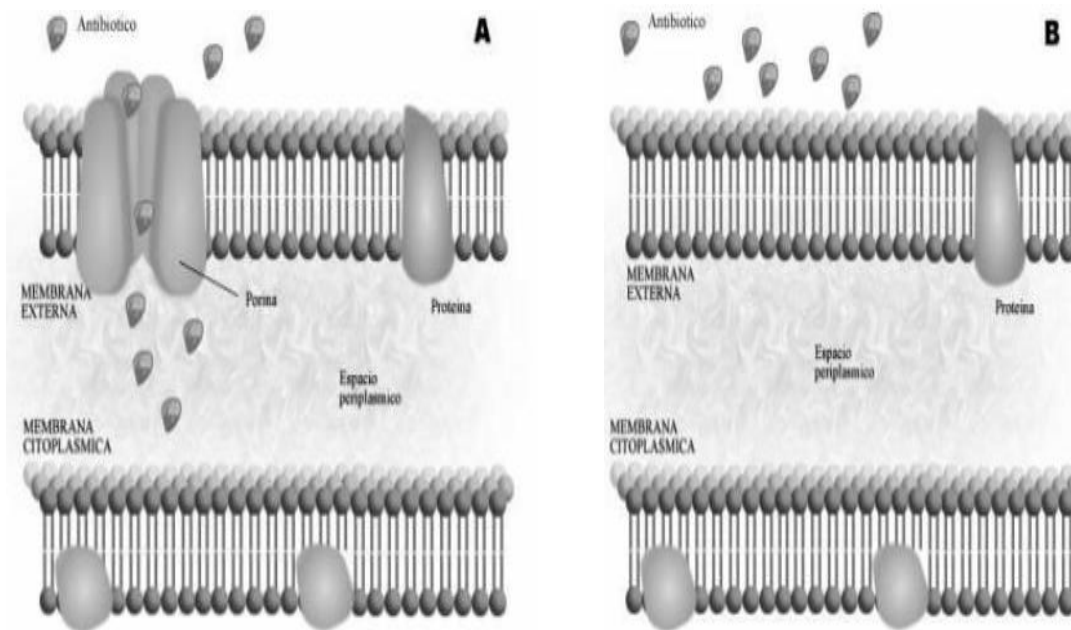 Antibiotico
A
MEMBRANA
EXTERNA
Porina
Proteina
Espacio
periplasmico
MEMBRANA
CITOPLASMICA
Antibiotico
B
MEMBRANA
EXTERNA
Proteina
Espacio
periplasmico
MEMBRANA
CITOPLASMICA